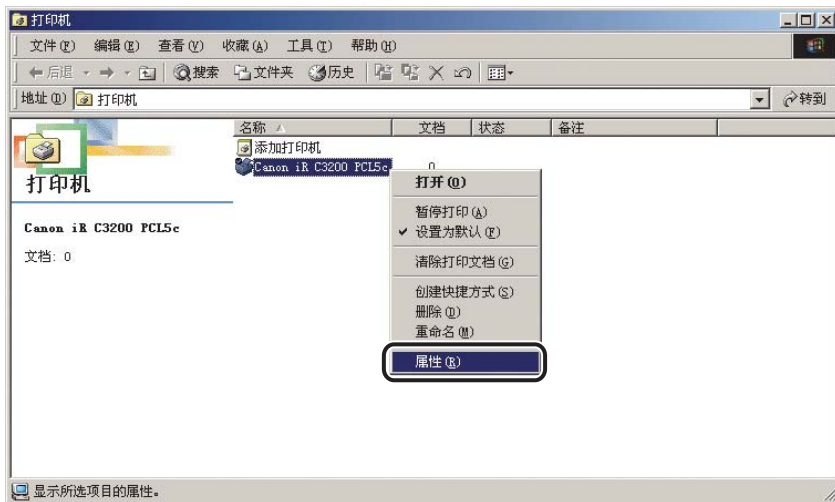 打印机
文件(F) 编辑(E) 查看(V) 收藏(A) 工具(T) 帮助(H)
后退 搜索 文件夹 历史
地址(D) 打印机 转到
名称 文档 状态 备注
添加打印机
Canon iR C3200 PCL5c 0
打印机
Canon iR C3200 PCL5c
文档: 0
打开(O)
暂停打印(A)
设置为默认(F)
清除打印文档(G)
创建快捷方式(S)
删除(D)
重命名(M)
属性(R)
显示所选项目的属性。